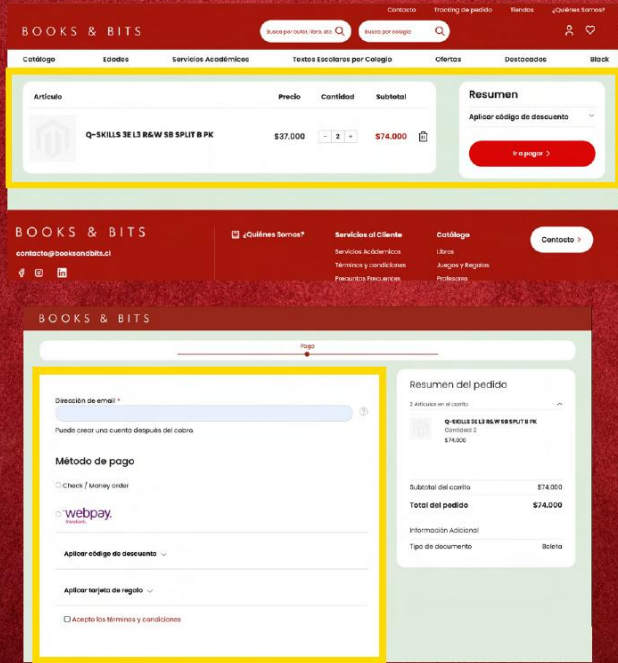 Contacto Tracking de pedido Tiendas ¿Quiénes Somos?
BOOKS & BITS
Busca por autor, libro, etc.
Busca por colegio
Catálogo Edades Servicios Académicos Textos Escolares por Colegio Ofertas Destacados Black
Artículo Precio Cantidad Subtotal
Q-SKILLS 3E L3 R&W SB SPLIT B PK $37.000 - 2 + $74.000
Resumen
Aplicar código de descuento
Ir a pagar >
BOOKS & BITS
contacto@booksandbits.cl
¿Quiénes Somos?
Servicios al Cliente
Servicios Académicos
Términos y condiciones
Preguntas Frecuentes
Catálogo
Libros
Juegos y Regalos
Profesores
Contacto >
BOOKS & BITS
Pago
Dirección de email *
Puede crear una cuenta después del cobro.
Método de pago
Check / Money order
webpay.
Aplicar código de descuento
Aplicar tarjeta de regalo
Acepto los términos y condiciones
Resumen del pedido
2 Artículos en el carrito
Q-SKILLS 3E L3 R&W SB SPLIT B PK
Cantidad: 2
$74.000
Subtotal del carrito $74.000
Total del pedido $74.000
Información Adicional
Tipo de documento Boleta